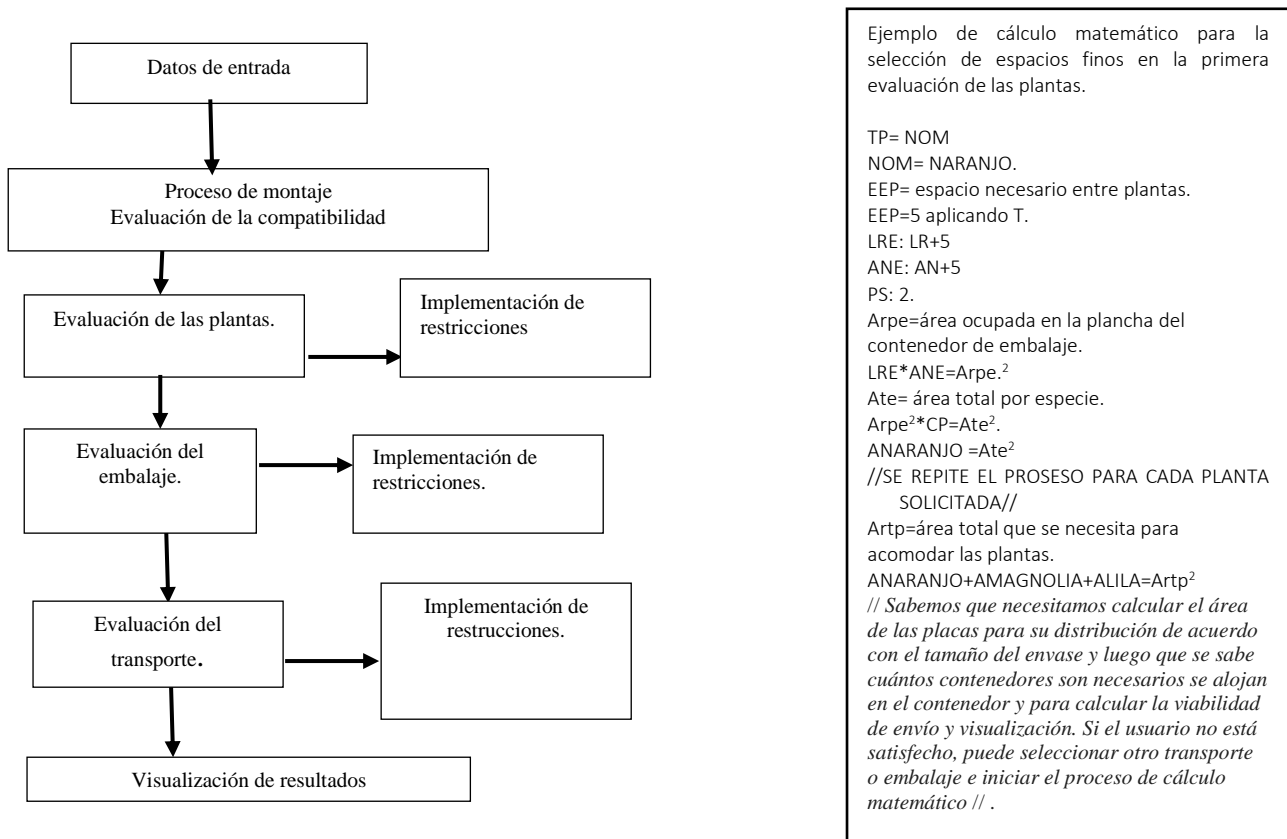 Datos de entrada
Proceso de montaje
Evaluación de la compatibilidad
Evaluación de las plantas.
Implementación de
restricciones
Evaluación del
embalaje.
Implementación de
restricciones.
Evaluación del
transporte.
Implementación de
restrucciones.
Visualización de resultados
Ejemplo de cálculo matemático para la
selección de espacios finos en la primera
evaluación de las plantas.
TP= NOM
NOM= NARANJO.
EEP= espacio necesario entre plantas.
EEP=5 aplicando T.
LRE: LR+5
ANE: AN+5
PS: 2.
Arpe=área ocupada en la plancha del
contenedor de embalaje.
LRE*ANE=Arpe.²
Ate= área total por especie.
Arpe²*CP=Ate².
ANARANJO =Ate²
//SE REPITE EL PROSESO PARA CADA PLANTA
SOLICITADA//
Artp=área total que se necesita para
acomodar las plantas.
ANARANJO+AMAGNOLIA+ALILA=Artp²
// Sabemos que necesitamos calcular el área
de las placas para su distribución de acuerdo
con el tamaño del envase y luego que se sabe
cuántos contenedores son necesarios se alojan
en el contenedor y para calcular la viabilidad
de envío y visualización. Si el usuario no está
satisfecho, puede seleccionar otro transporte
o embalaje e iniciar el proceso de cálculo
matemático // .